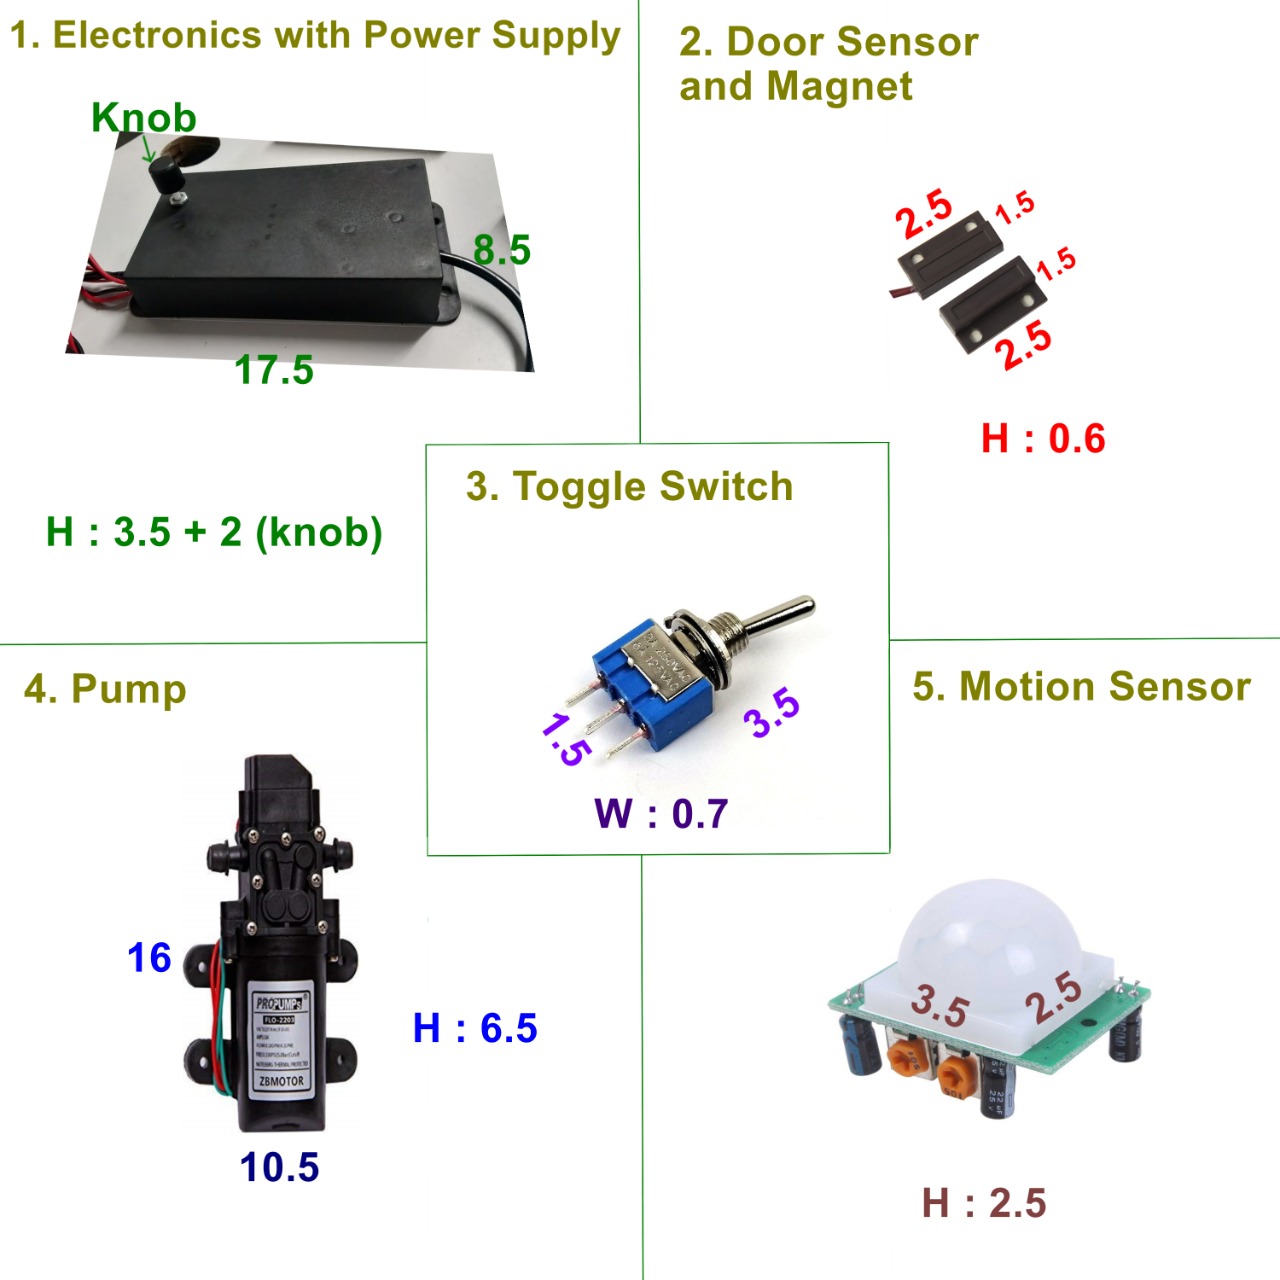 1. Electronics with Power Supply
Knob
8.5
17.5
H : 3.5 + 2 (knob)
2. Door Sensor
and Magnet
2.5
1.5
1.5
2.5
H : 0.6
3. Toggle Switch
1.5
3.5
W : 0.7
4. Pump
16
PROPUMPs®
FLO-2203
ZBMOTOR
H : 6.5
10.5
5. Motion Sensor
3.5
2.5
H : 2.5